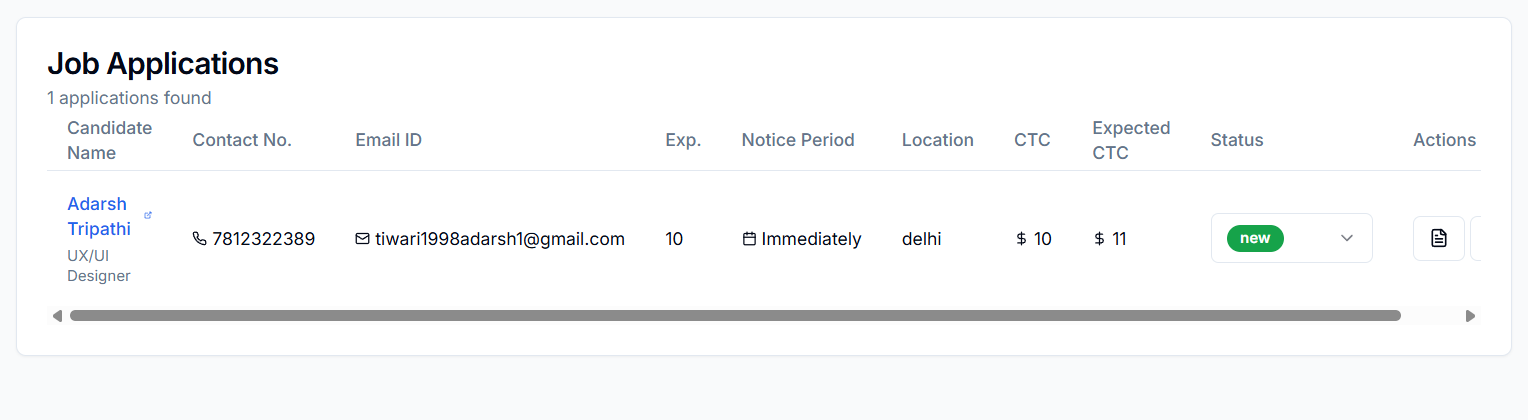 Job Applications
1 applications found
Candidate Name Contact No. Email ID Exp. Notice Period Location CTC Expected CTC Status Actions
Adarsh
Tripathi
UX/UI
Designer
7812322389 tiwari1998adarsh1@gmail.com 10 Immediately delhi $ 10 $ 11 new